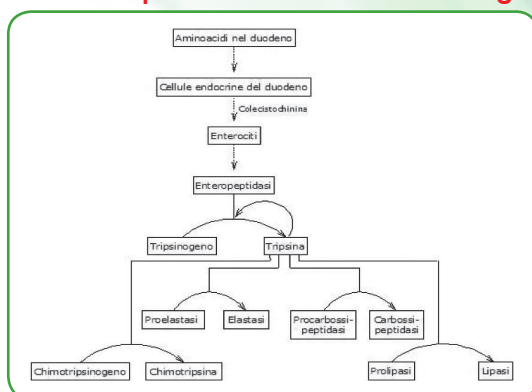 Aminoacidi nel duodeno
Cellule endocrine del duodeno
Colecistochinina
Enterociti
Enteropeptidasi
Tripsinogeno
Tripsina
Proelastasi
Elastasi
Procarbossi-
peptidasi
Carbossi-
peptidasi
Chimotripsinogeno
Chimotripsina
Prolipasi
Lipasi